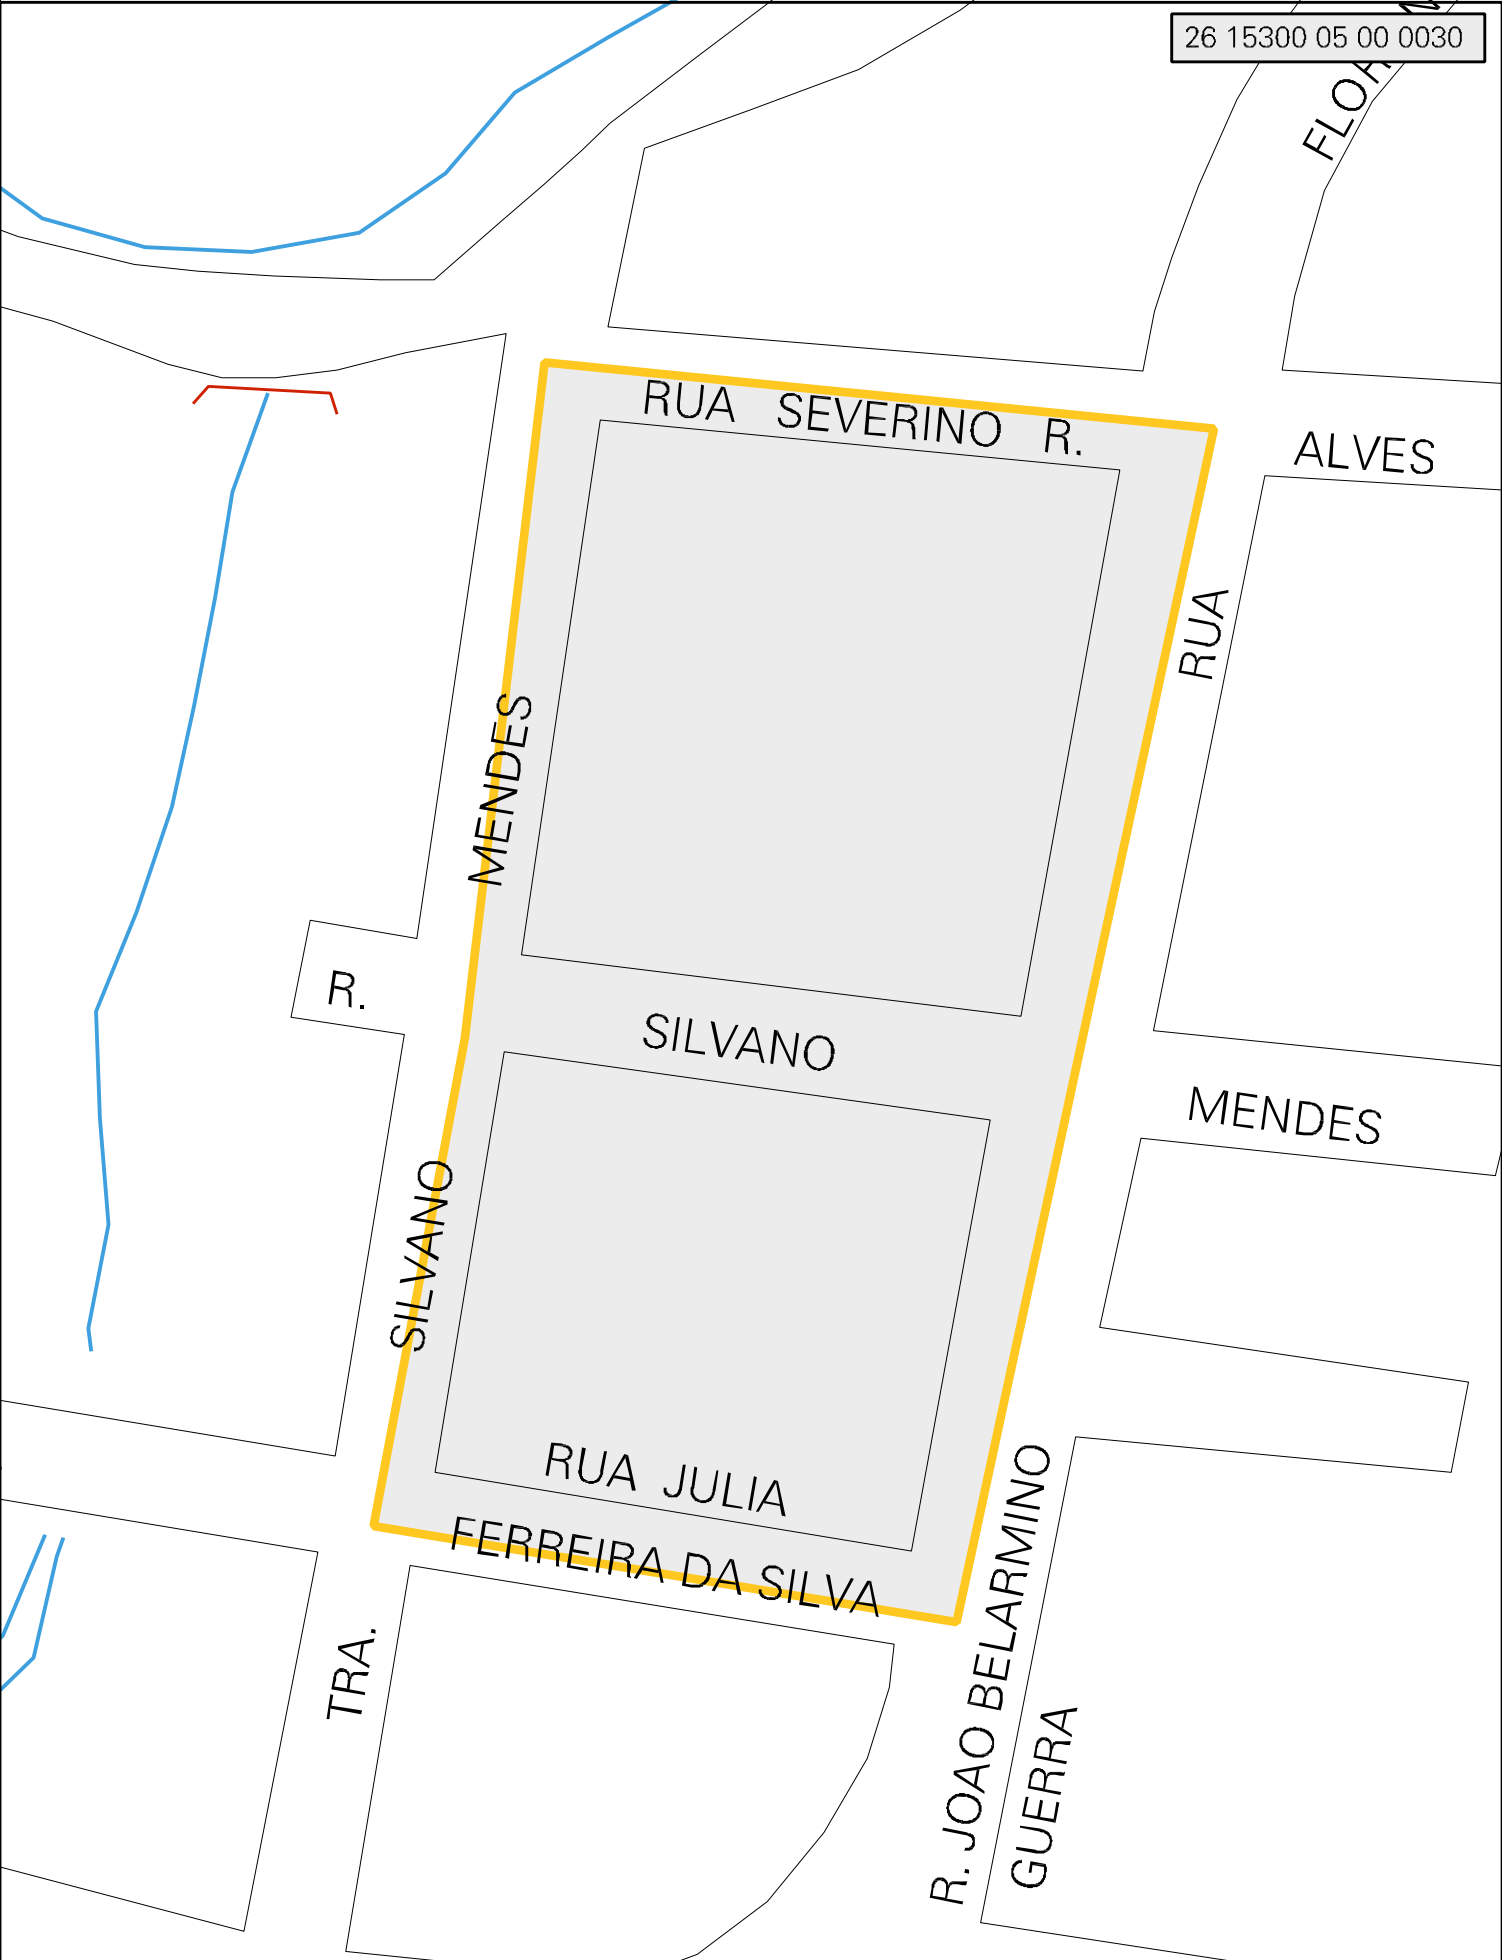 26 15300 05 00 0030
RUA SEVERINO R. ALVES
RUA
MENDES
R. SILVANO MENDES
SILVANO
RUA JULIA
FERREIRA DA SILVA
TRA.
R. JOAO BELARMINO
GUERRA